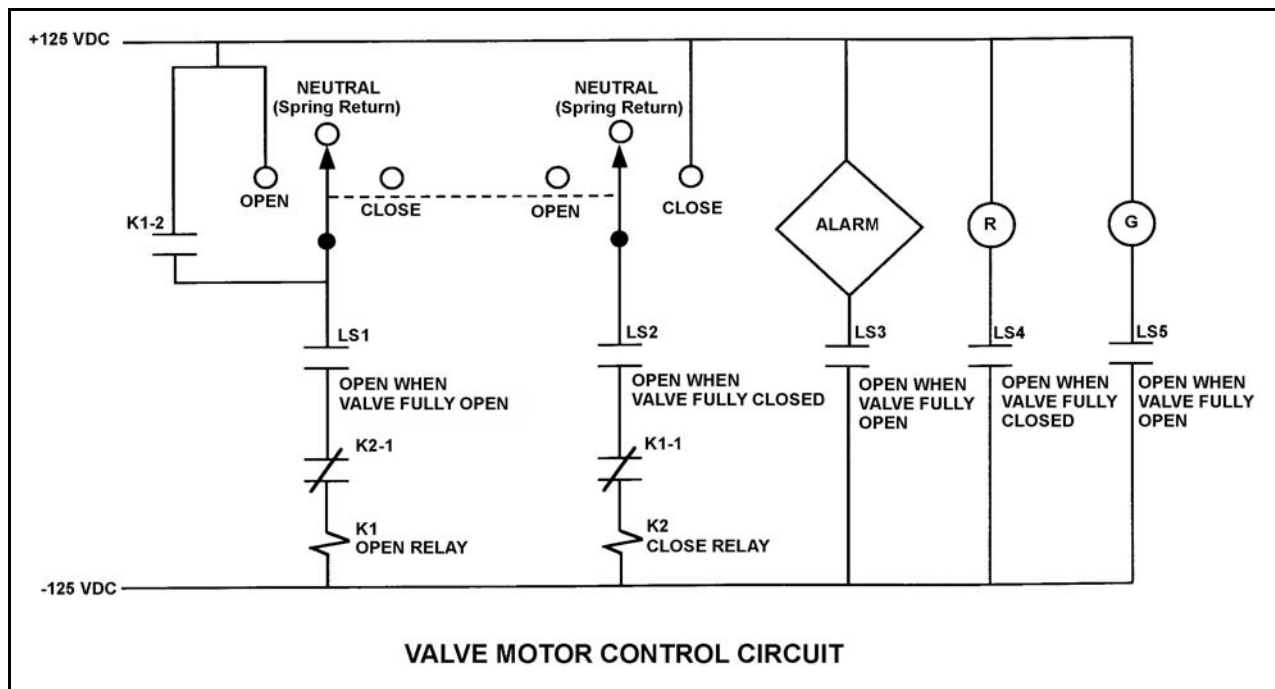 +125 VDC
NEUTRAL
(Spring Return)
NEUTRAL
(Spring Return)
OPEN
CLOSE
OPEN
CLOSE
K1-2
ALARM
R
G
LS1
OPEN WHEN
VALVE FULLY OPEN
LS2
OPEN WHEN
VALVE FULLY CLOSED
LS3
OPEN WHEN
VALVE FULLY
OPEN
LS4
OPEN WHEN
VALVE FULLY
CLOSED
LS5
OPEN WHEN
VALVE FULLY
OPEN
K2-1
K1-1
K1
OPEN RELAY
K2
CLOSE RELAY
-125 VDC
VALVE MOTOR CONTROL CIRCUIT